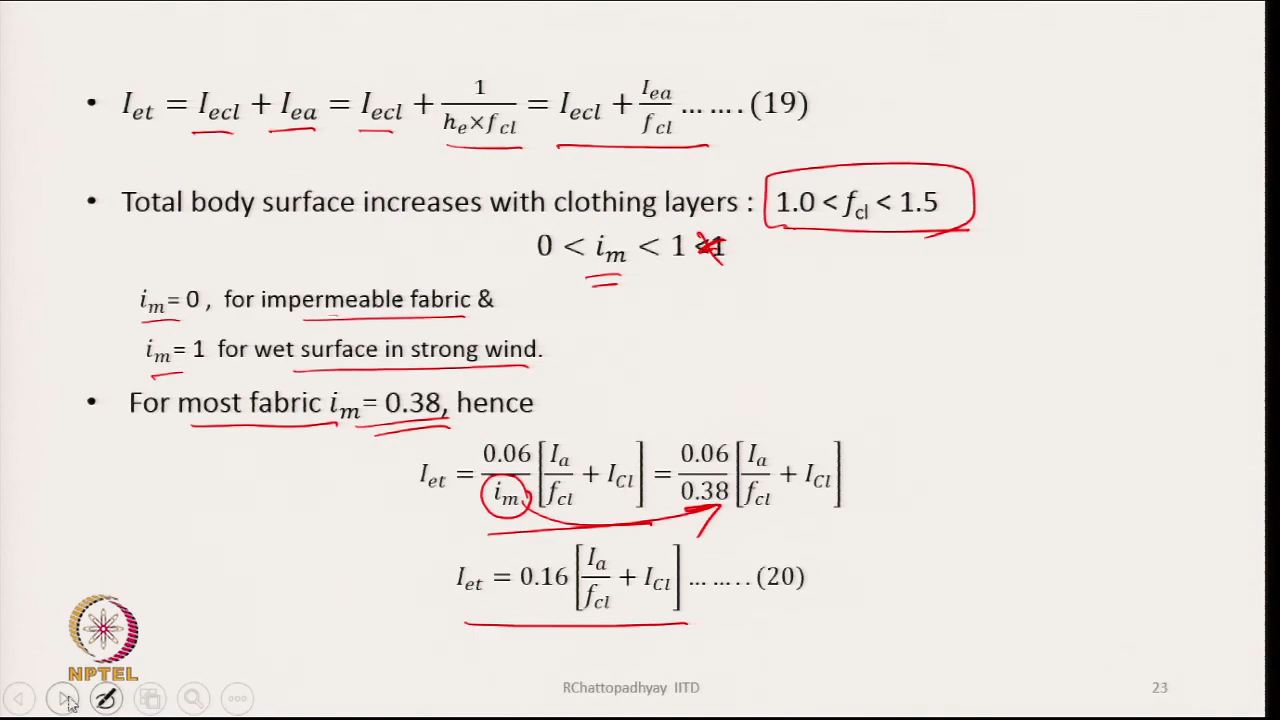 • I_et = I_ecl + I_ea = I_ecl + 1/(h_e×f_cl) = I_ecl + I_ea/f_cl … … . (19)
• Total body surface increases with clothing layers : 1.0 < f_cl < 1.5
0 < i_m < 1 <1
i_m= 0 , for impermeable fabric &
i_m= 1 for wet surface in strong wind.
• For most fabric i_m= 0.38, hence
I_et = 0.06/i_m [I_a/f_cl + I_Cl] = 0.06/0.38 [I_a/f_cl + I_Cl]
I_et = 0.16 [I_a/f_cl + I_Cl] … … . . (20)
NPTEL
RChattopadhyay IITD
23